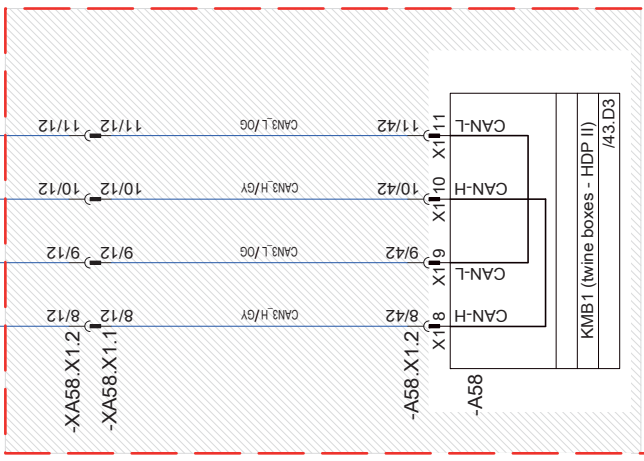 11/12 11/12 CAN3_L/OG 11/42 X1 11 CAN-L
10/12 10/12 CAN3_H/GY 10/42 X1 10 CAN-H
9/12 9/12 CAN3_L/OG 9/42 X1 9 CAN-L
8/12 8/12 CAN3_H/GY 8/42 X1 8 CAN-H
-XA58.X1.2
-XA58.X1.1
-A58.X1.2
-A58
KMB1 (twine boxes - HDP II)
/43.D3